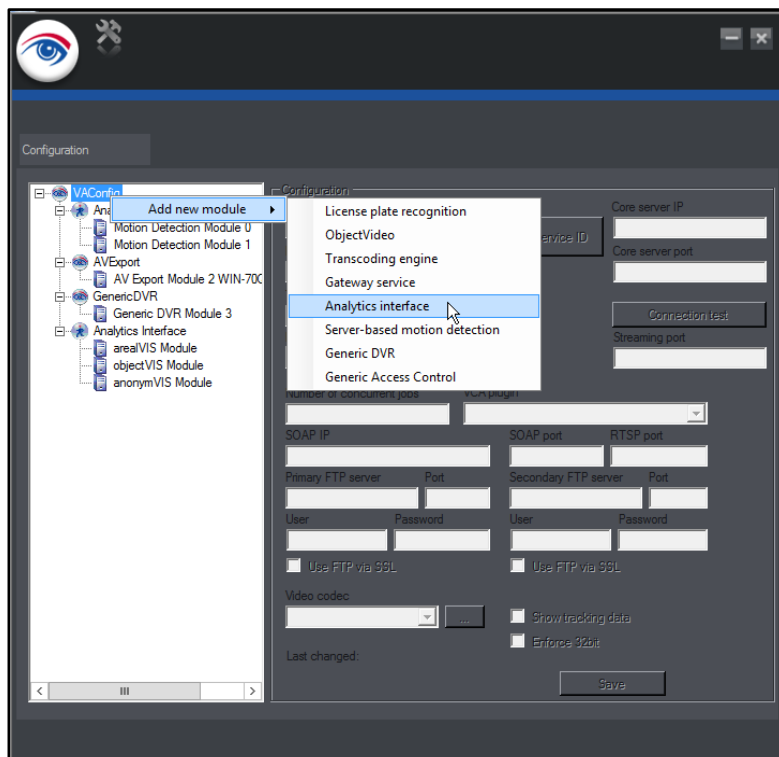 Configuration
VAConfig
Add new module
Ana
Motion Detection Module 0
Motion Detection Module 1
AVExport
AV Export Module 2 WIN-70C
GenericDVR
Generic DVR Module 3
Analytics Interface
arealVIS Module
objectVIS Module
anonymVIS Module
License plate recognition
ObjectVideo
Transcoding engine
Gateway service
Analytics interface
Server-based motion detection
Generic DVR
Generic Access Control
Configuration
ervice ID
Core server IP
Core server port
Connection test
Streaming port
Number of concurrent jobs
VCA plugin
SOAP IP
SOAP port
RTSP port
Primary FTP server
Port
Secondary FTP server
Port
User
Password
User
Password
Use FTP via SSL
Use FTP via SSL
Video codec
...
Show tracking data
Enforce 32bit
Last changed:
Save